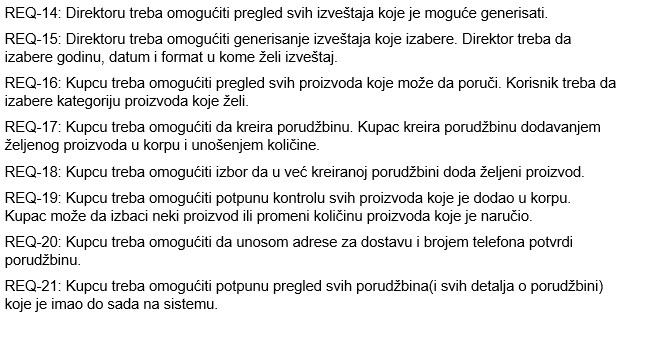 REQ-14: Direktoru treba omogućiti pregled svih izveštaja koje je moguće generisati.
REQ-15: Direktoru treba omogućiti generisanje izveštaja koje izabere. Direktor treba da
izabere godinu, datum i format u kome želi izveštaj.
REQ-16: Kupcu treba omogućiti pregled svih proizvoda koje može da poruči. Korisnik treba da
izabere kategoriju proizvoda koje želi.
REQ-17: Kupcu treba omogućiti da kreira porudžbinu. Kupac kreira porudžbinu dodavanjem
željenog proizvoda u korpu i unošenjem količine.
REQ-18: Kupcu treba omogućiti izbor da u već kreiranoj porudžbini doda željeni proizvod.
REQ-19: Kupcu treba omogućiti potpunu kontrolu svih proizvoda koje je dodao u korpu.
Kupac može da izbaci neki proizvod ili promeni količinu proizvoda koje je naručio.
REQ-20: Kupcu treba omogućiti da unosom adrese za dostavu i brojem telefona potvrdi
porudžbinu.
REQ-21: Kupcu treba omogućiti potpunu pregled svih porudžbina(i svih detalja o porudžbini)
koje je imao do sada na sistemu.